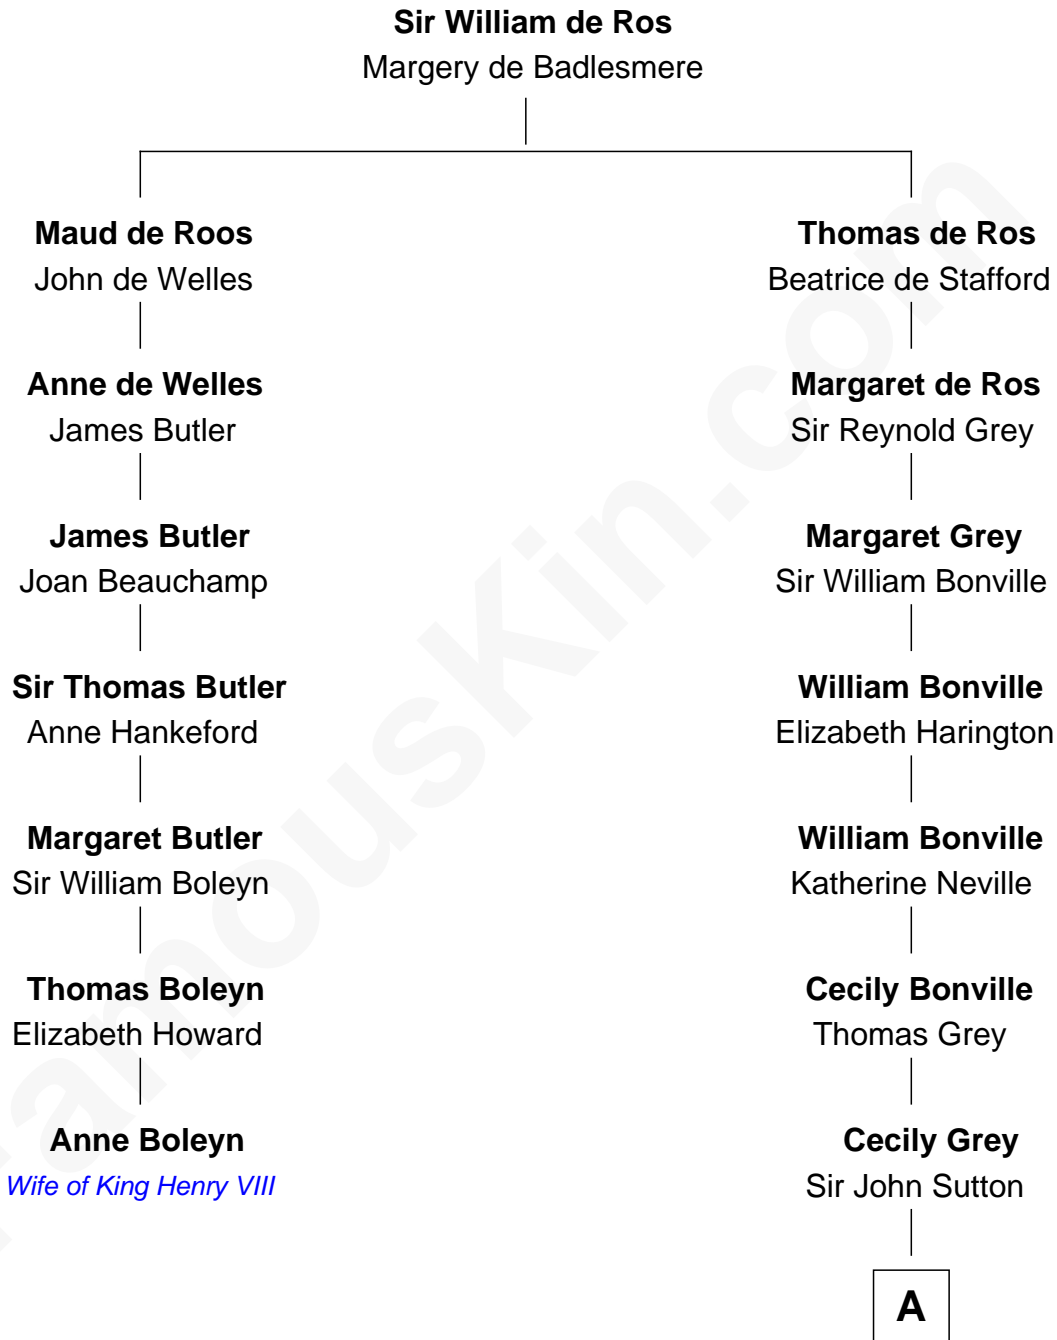 Sir William de Ros
Margery de Badlesmere
Maud de Roos
John de Welles
Thomas de Ros
Beatrice de Stafford
Anne de Welles
James Butler
Margaret de Ros
Sir Reynold Grey
James Butler
Joan Beauchamp
Margaret Grey
Sir William Bonville
Sir Thomas Butler
Anne Hankeford
William Bonville
Elizabeth Harington
Margaret Butler
Sir William Boleyn
William Bonville
Katherine Neville
Thomas Boleyn
Elizabeth Howard
Cecily Bonville
Thomas Grey
Anne Boleyn
Wife of King Henry VIII
Cecily Grey
Sir John Sutton
A
FamousKin.com